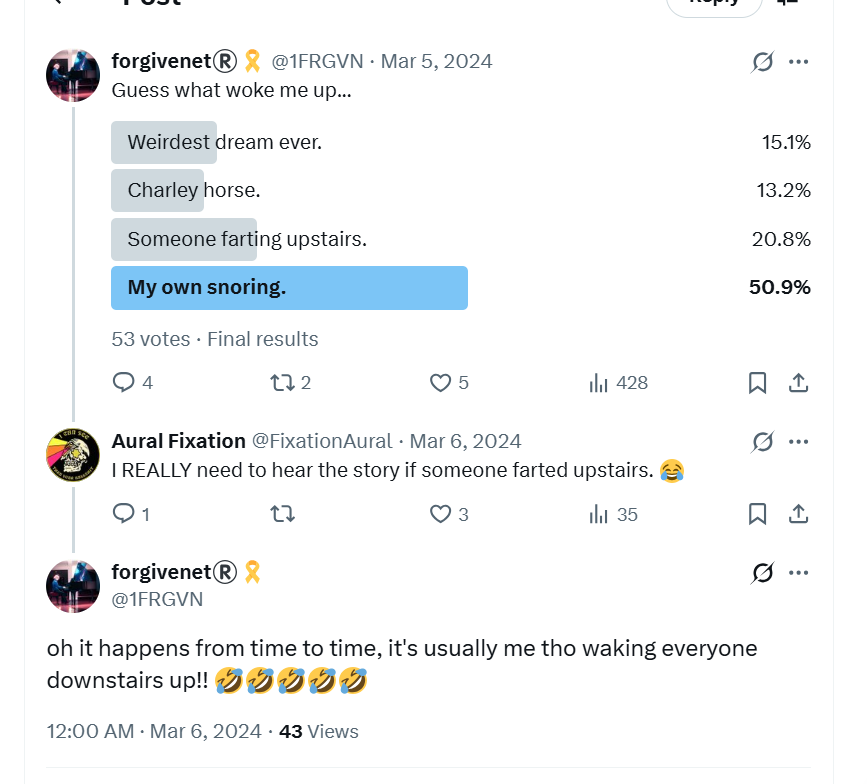 Post
Reply
forgivenet® 🎗 @1FRGVN · Mar 5, 2024
Guess what woke me up...
Weirdest dream ever. 15.1%
Charley horse. 13.2%
Someone farting upstairs. 20.8%
My own snoring. 50.9%
53 votes · Final results
4 2 5 428
Aural Fixation @FixationAural · Mar 6, 2024
I REALLY need to hear the story if someone farted upstairs. 😂
1 3 35
forgivenet® 🎗
@1FRGVN
oh it happens from time to time, it's usually me tho waking everyone
downstairs up!! 🤣🤣🤣🤣🤣
12:00 AM · Mar 6, 2024 · 43 Views